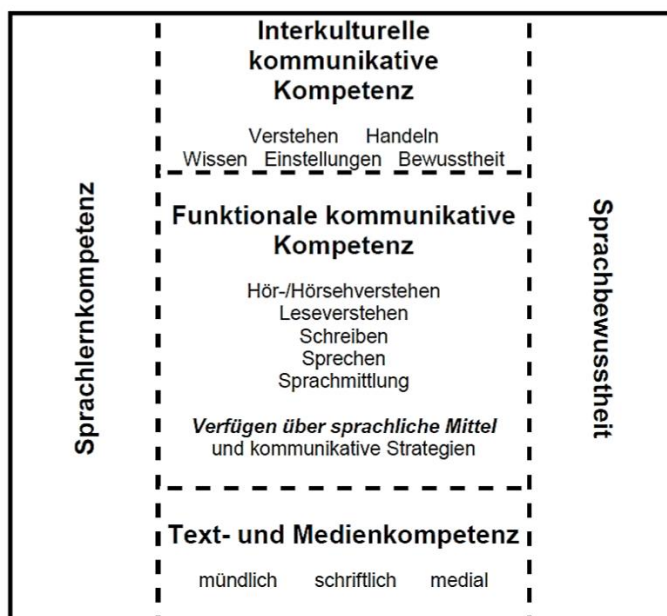 Sprachlernkompetenz
Interkulturelle
kommunikative
Kompetenz
Verstehen Handeln
Wissen Einstellungen Bewusstheit
Funktionale kommunikative
Kompetenz
Hör-/Hörsehverstehen
Leseverstehen
Schreiben
Sprechen
Sprachmittlung
Verfügen über sprachliche Mittel
und kommunikative Strategien
Text- und Medienkompetenz
mündlich schriftlich medial
Sprachbewusstheit